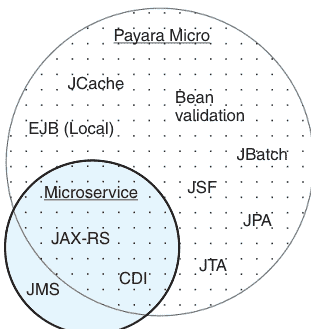 Payara Micro
JCache
Bean
validation
EJB (Local)
JBatch
Microservice
JSF
JPA
JAX-RS
JTA
CDI
JMS